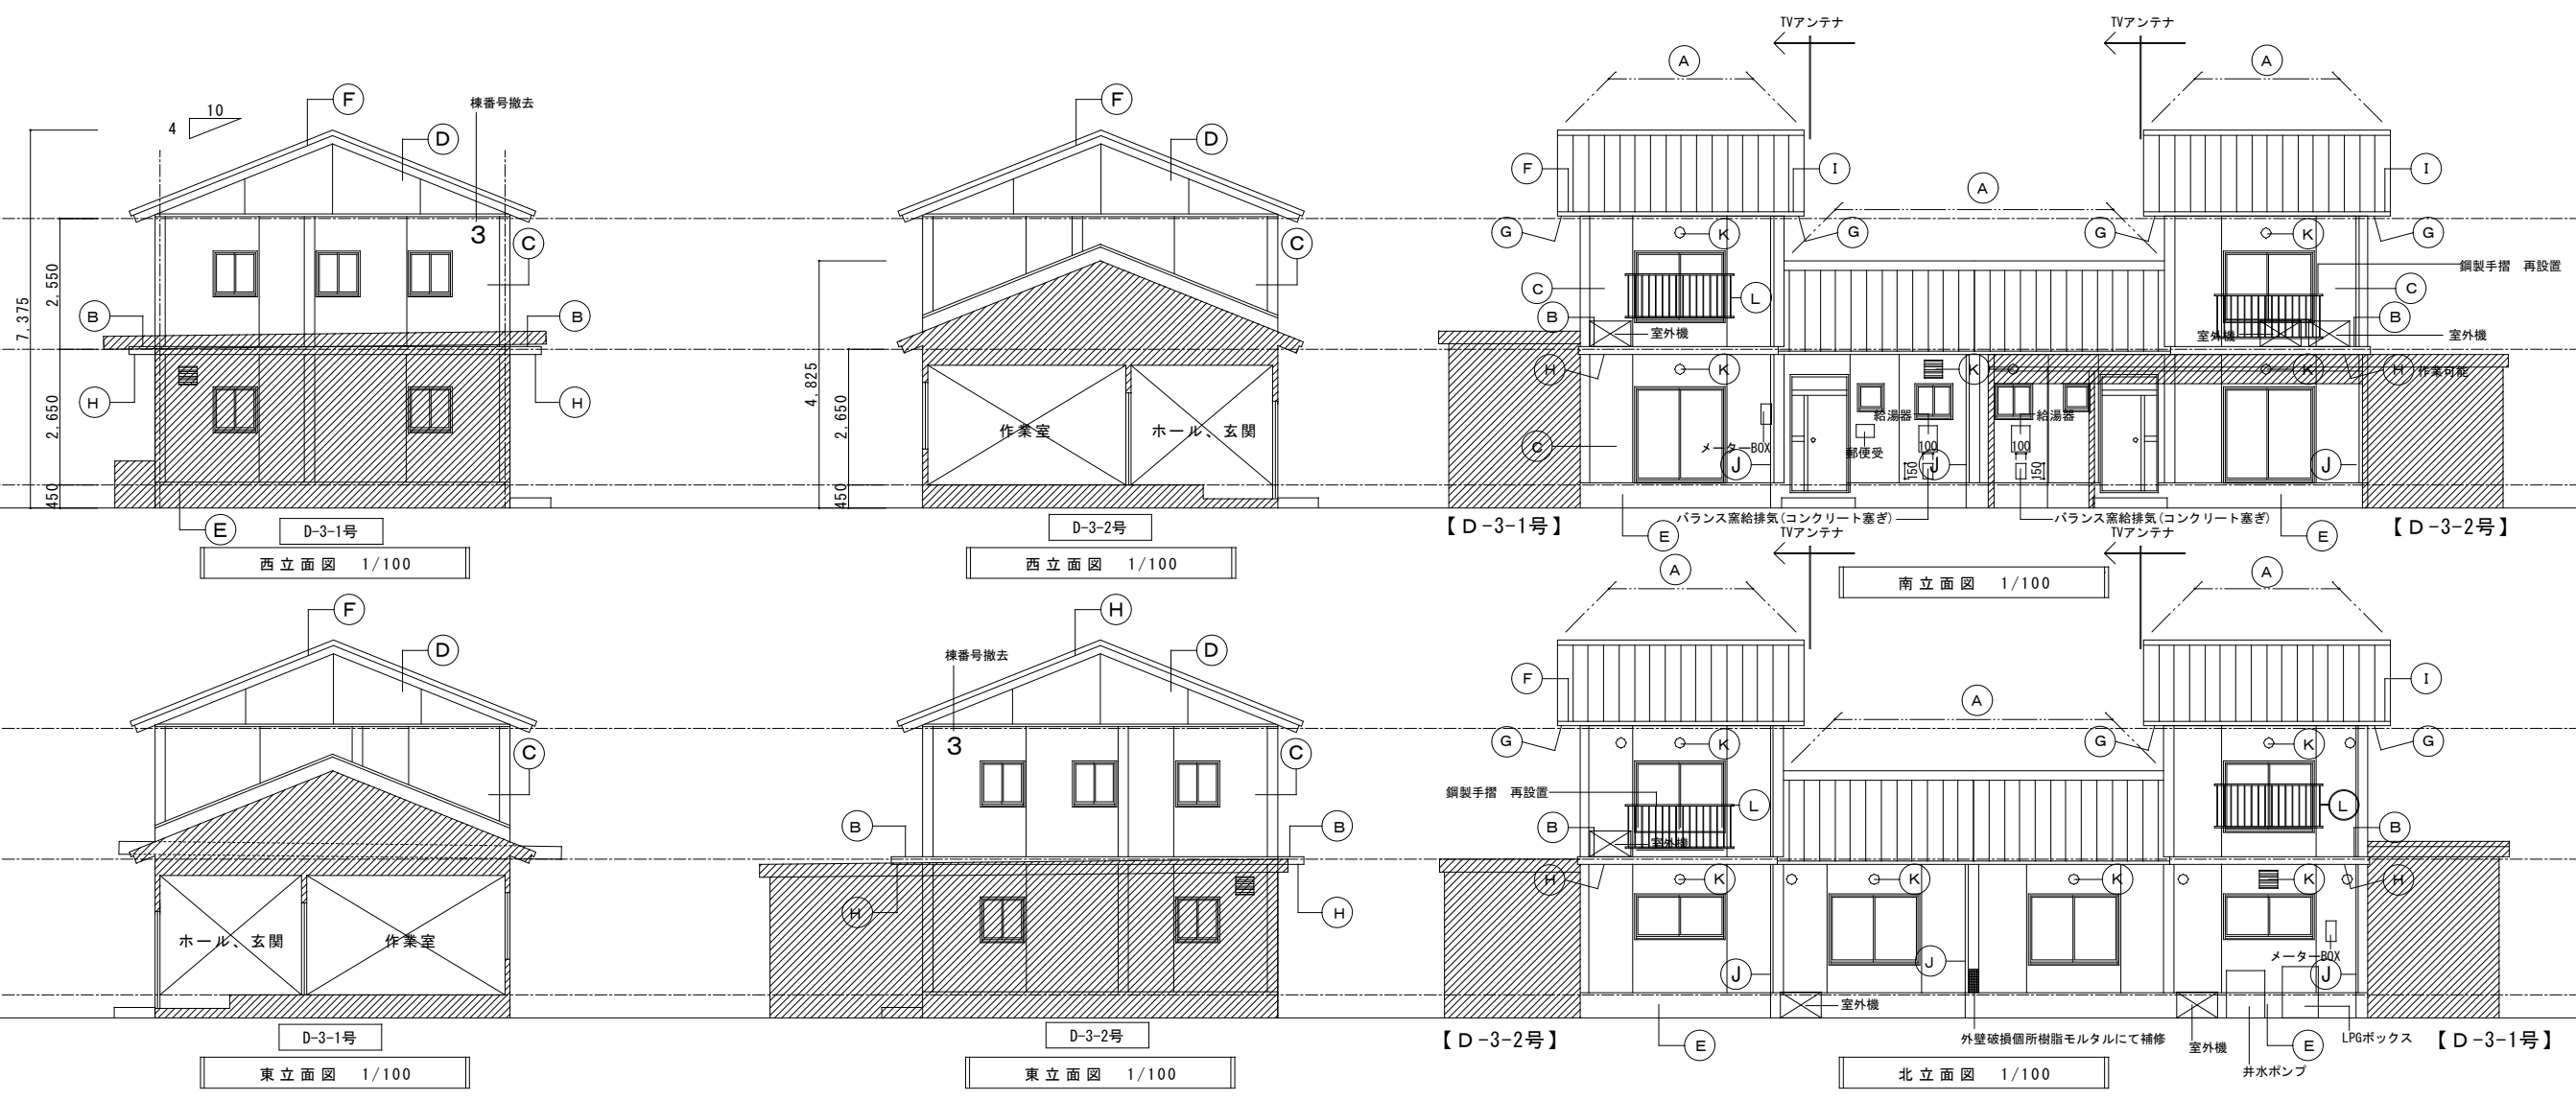 10
4
F
棟番号撤去
D
3
C
7,375
2,550
2,650
450
B
B
H
H
E
D-3-1号
西立面図 1/100
F
D
C
4,825
2,650
450
作業室
ホール、玄関
D-3-2号
西立面図 1/100
TVアンテナ
TVアンテナ
A
A
A
F
I
I
G
G
G
G
K
K
鋼製手摺 再設置
C
C
L
B
B
室外機
室外機
室外機
H
K
K
K
H
作業可能
給湯器
給湯器
C
メーターBOX
郵便受
100
100
150
150
J
J
J
バランス窯給排気(コンクリート塞ぎ)
バランス窯給排気(コンクリート塞ぎ)
【D-3-1号】
【D-3-2号】
E
E
南立面図 1/100
F
D
C
ホール、玄関
作業室
D-3-1号
東立面図 1/100
H
棟番号撤去
D
3
C
B
B
H
H
D-3-2号
東立面図 1/100
TVアンテナ
TVアンテナ
A
A
A
F
I
G
G
G
K
K
鋼製手摺 再設置
L
L
B
B
室外機
H
K
K
K
K
H
メーターBOX
J
J
J
室外機
【D-3-2号】
E
外壁破損個所樹脂モルタルにて補修
室外機
E
LPGボックス
【D-3-1号】
井水ポンプ
北立面図 1/100